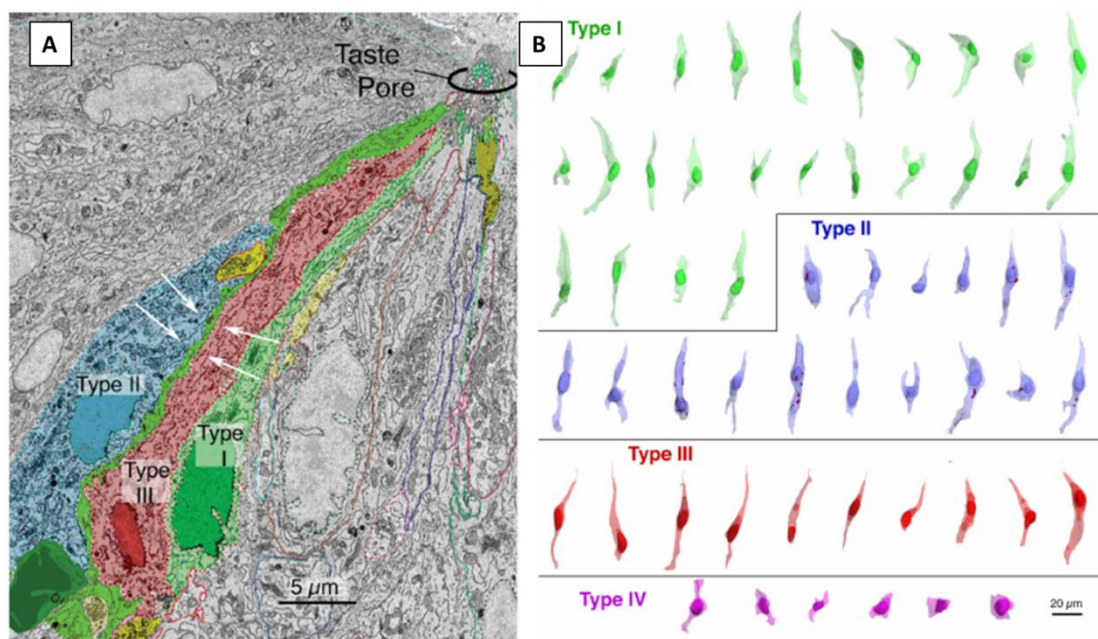 A
Taste
Pore
Type II
Type
I
Type
III
5 µm
B
Type I
Type II
Type III
Type IV
20 µm